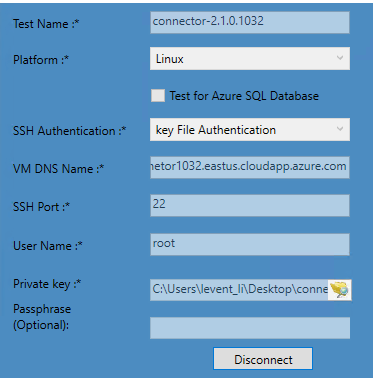 Test Name :*
connector-2.1.0.1032
Platform :*
Linux
Test for Azure SQL Database
SSH Authentication :*
key File Authentication
VM DNS Name :*
netor1032.eastus.cloudapp.azure.com
SSH Port :*
22
User Name :*
root
Private key :*
C:\Users\levent_li\Desktop\conne
Passphrase
(Optional):
Disconnect